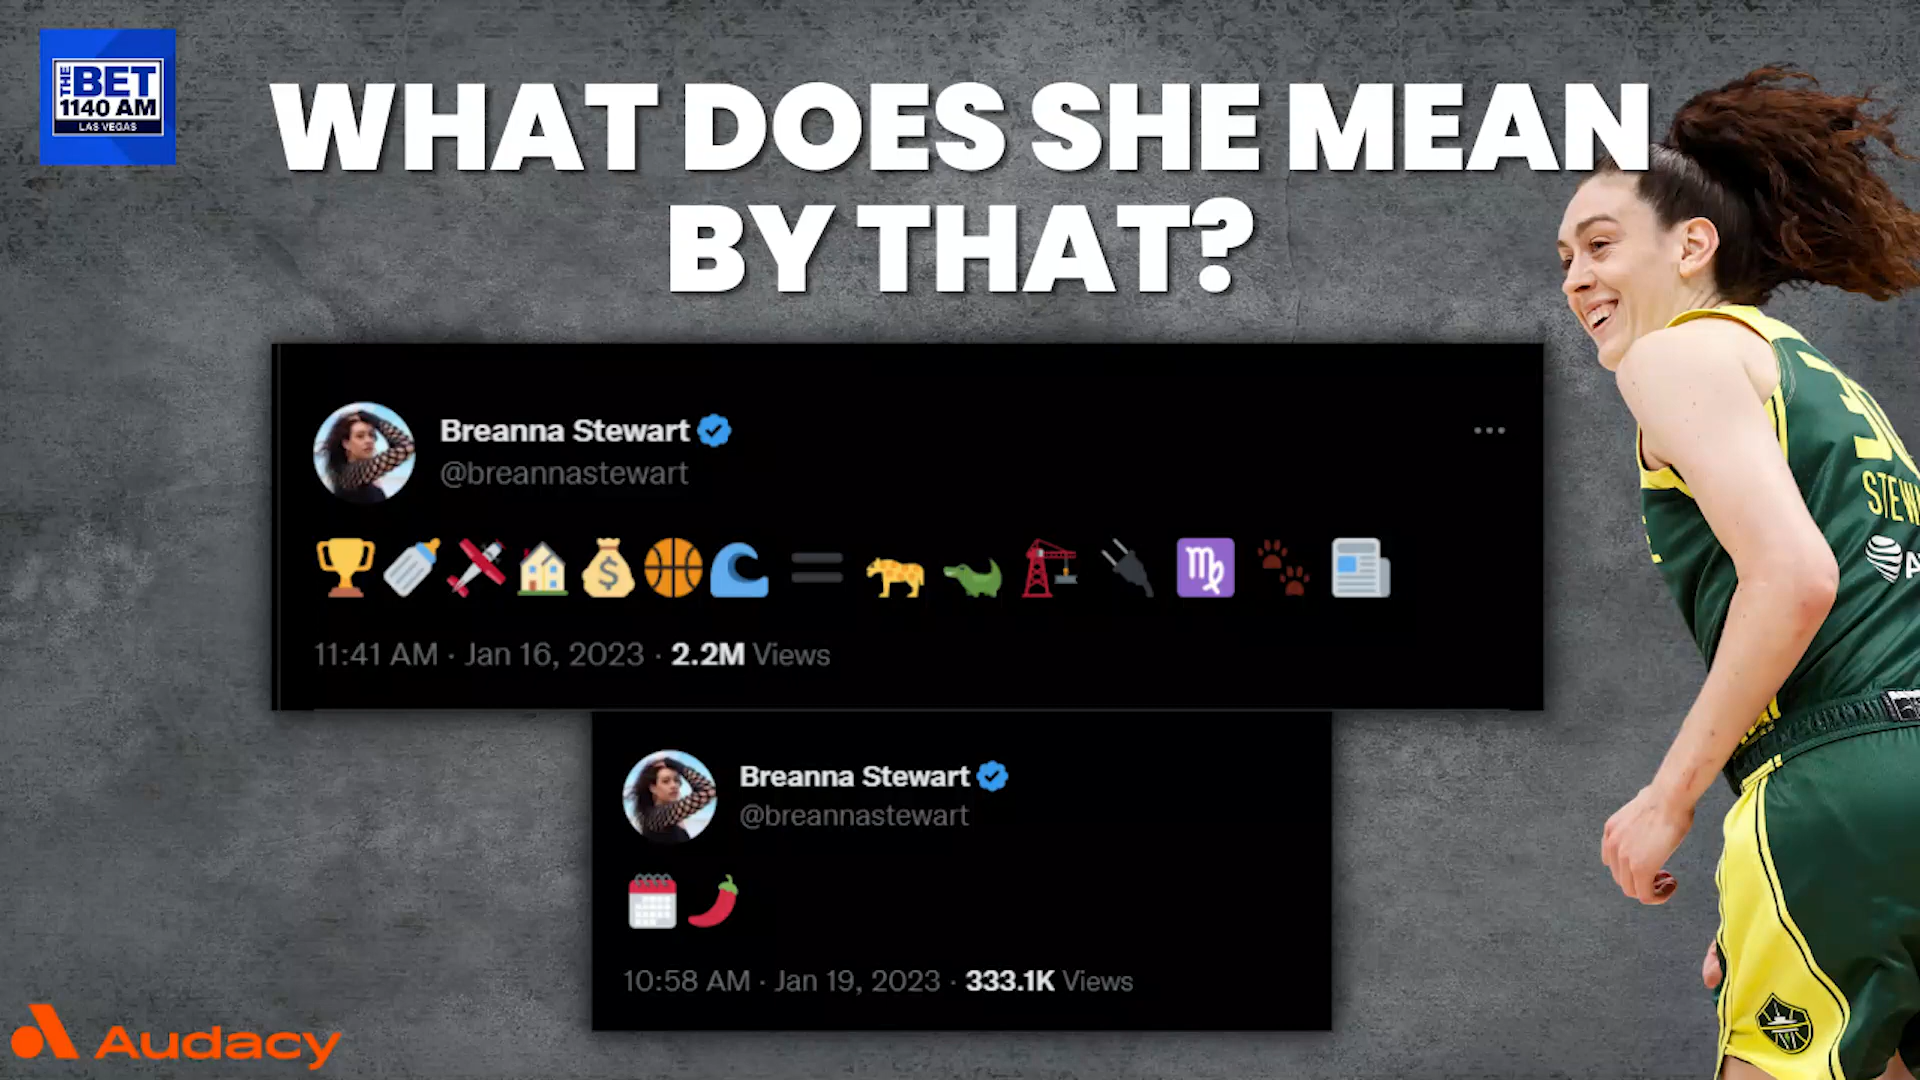 THE BET
1140 AM
LAS VEGAS
WHAT DOES SHE MEAN
BY THAT?
Breanna Stewart
@breannastewart
🏆🍼🛩️🏡💰🏀🌊 = 🐆🐊🏗️🔌♍🐾📰
11:41 AM · Jan 16, 2023 · 2.2M Views
Breanna Stewart
@breannastewart
🗓️🌶️
10:58 AM · Jan 19, 2023 · 333.1K Views
Audacy